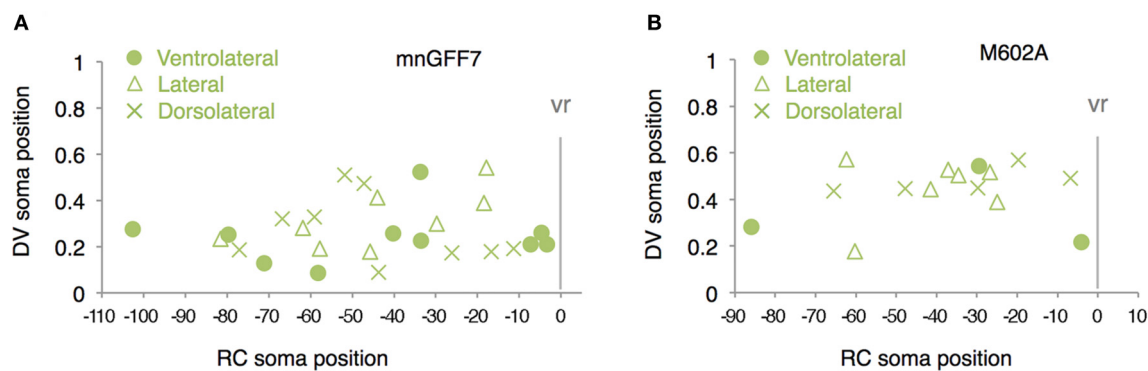 A
mnGFF7
Ventrolateral
Lateral
Dorsolateral
vr
DV soma position
1
0.8
0.6
0.4
0.2
0
-110 -100 -90 -80 -70 -60 -50 -40 -30 -20 -10 0
RC soma position
B
M602A
Ventrolateral
Lateral
Dorsolateral
vr
DV soma position
1
0.8
0.6
0.4
0.2
0
-90 -80 -70 -60 -50 -40 -30 -20 -10 0 10
RC soma position